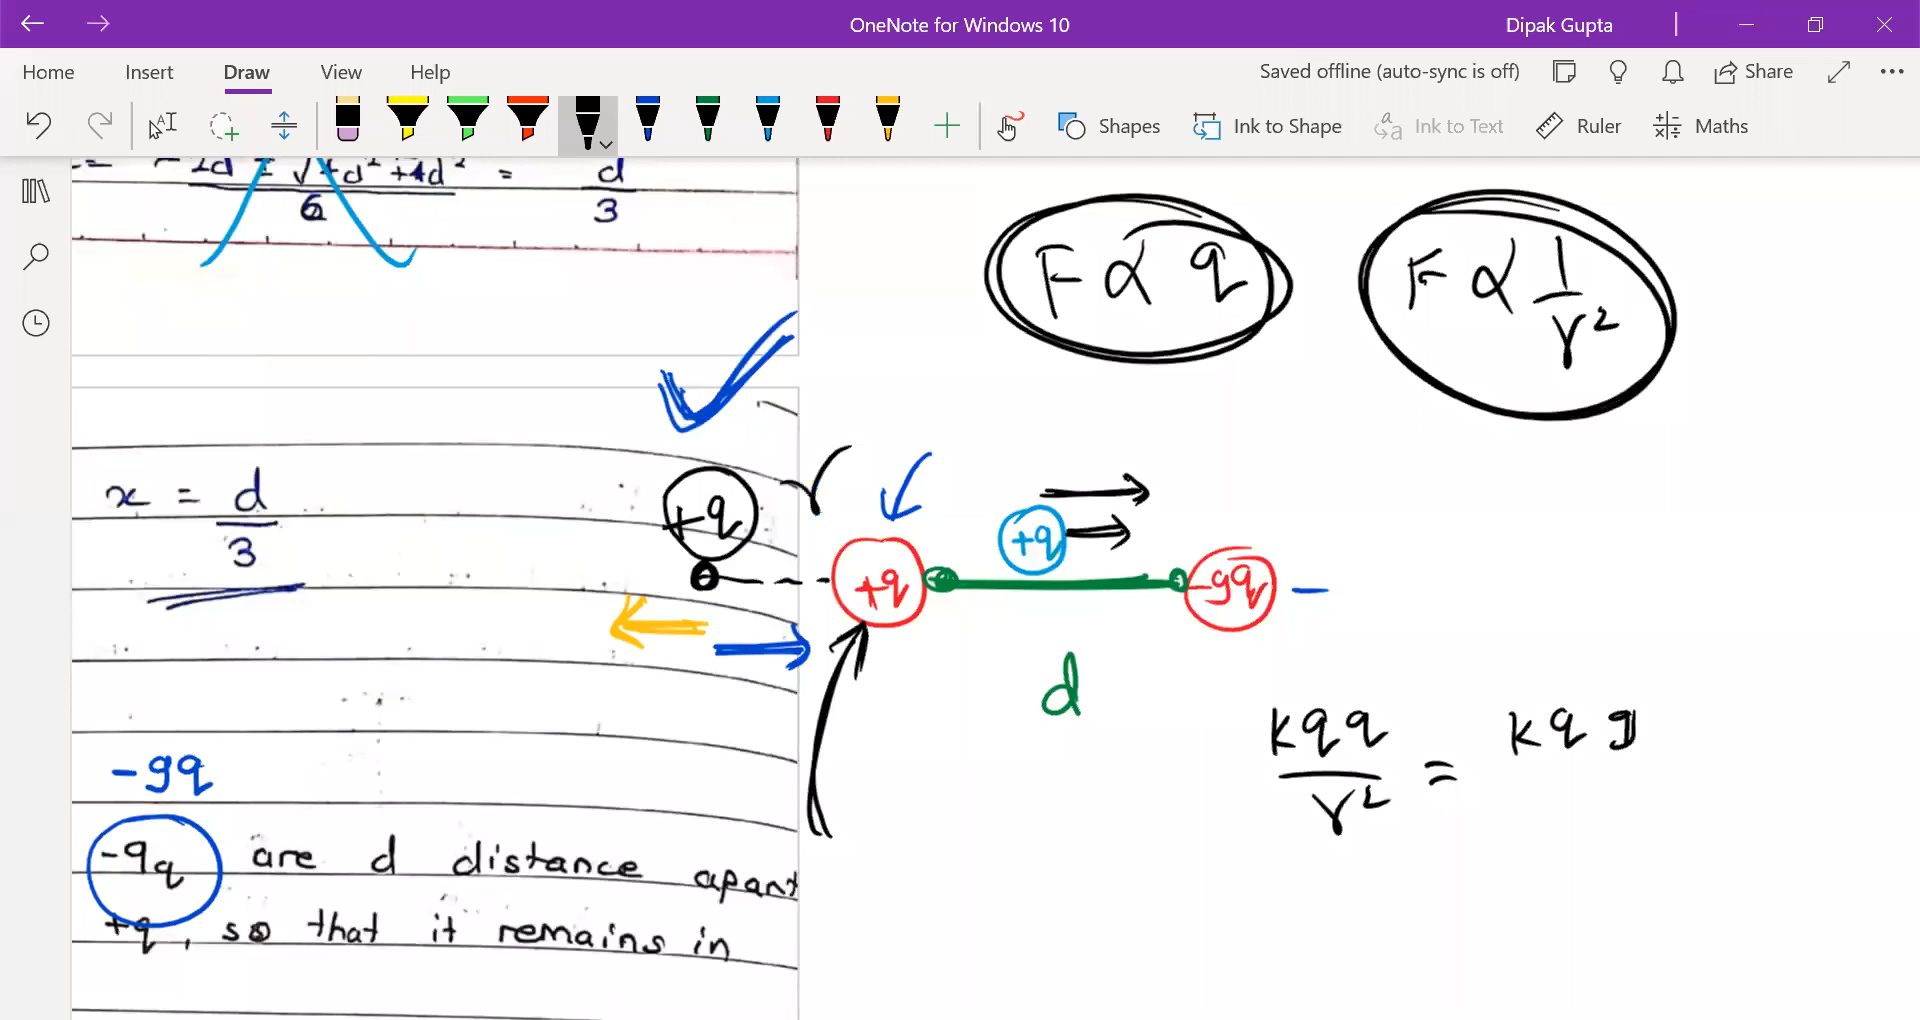 OneNote for Windows 10
Dipak Gupta
Home Insert Draw View Help
Saved offline (auto-sync is off)
Share
Shapes
Ink to Shape
Ink to Text
Ruler
Maths
= d/3
6
F ∝ q
F ∝ 1/r²
x = d/3
+q
+q
+q
-9q
d
kqq/r² = kq9
-9q
-9q are d distance apart
+q, so that it remains in